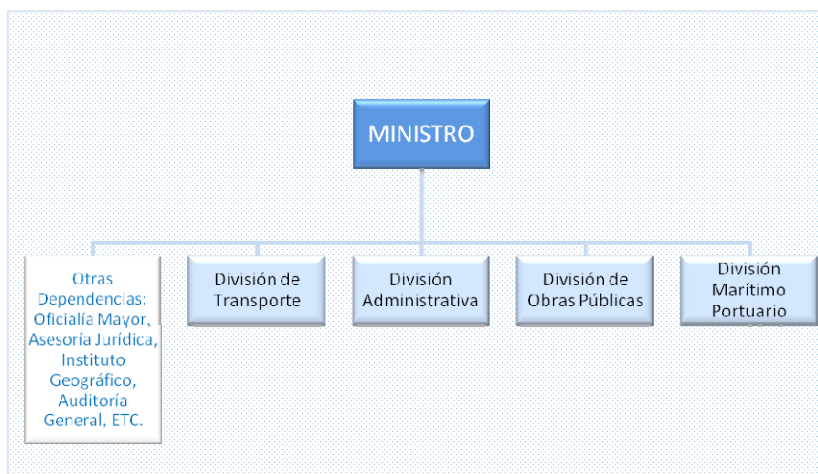 MINISTRO
Otras
Dependencias:
Oficialía Mayor,
Asesoría Jurídica,
Instituto
Geográfico,
Auditoría
General, ETC.
División de
Transporte
División
Administrativa
División de
Obras Públicas
División
Marítimo
Portuario